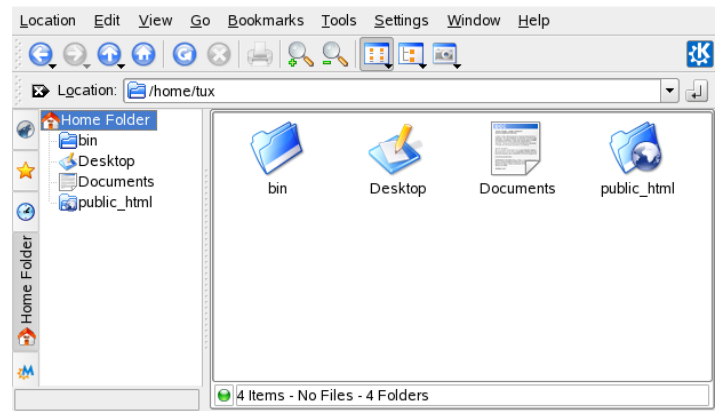 Location Edit View Go Bookmarks Tools Settings Window Help
Location: /home/tux
Home Folder
bin
Desktop
Documents
public_html
Home Folder
bin Desktop Documents public_html
4 Items - No Files - 4 Folders